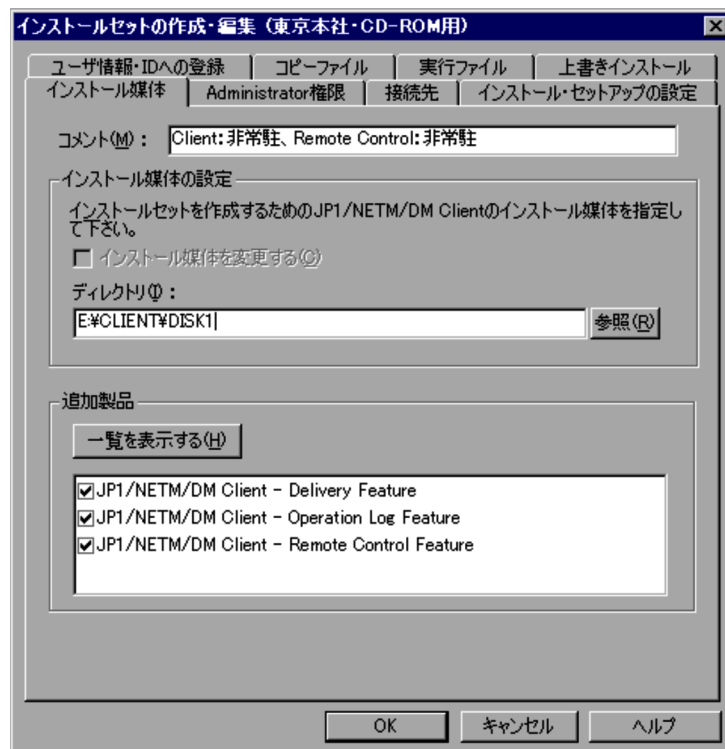 インストールセットの作成・編集 (東京本社・CD-ROM用)
ユーザ情報・IDへの登録 コピーファイル 実行ファイル 上書きインストール
インストール媒体 Administrator権限 接続先 インストール・セットアップの設定
コメント(M)： Client：非常駐、Remote Control：非常駐
インストール媒体の設定
インストールセットを作成するためのJP1/NETM/DM Clientのインストール媒体を指定し
て下さい。
インストール媒体を変更する(C)
ディレクトリ(I)：
E:¥CLIENT¥DISK1
参照(R)
追加製品
一覧を表示する(H)
JP1/NETM/DM Client - Delivery Feature
JP1/NETM/DM Client - Operation Log Feature
JP1/NETM/DM Client - Remote Control Feature
OK キャンセル ヘルプ